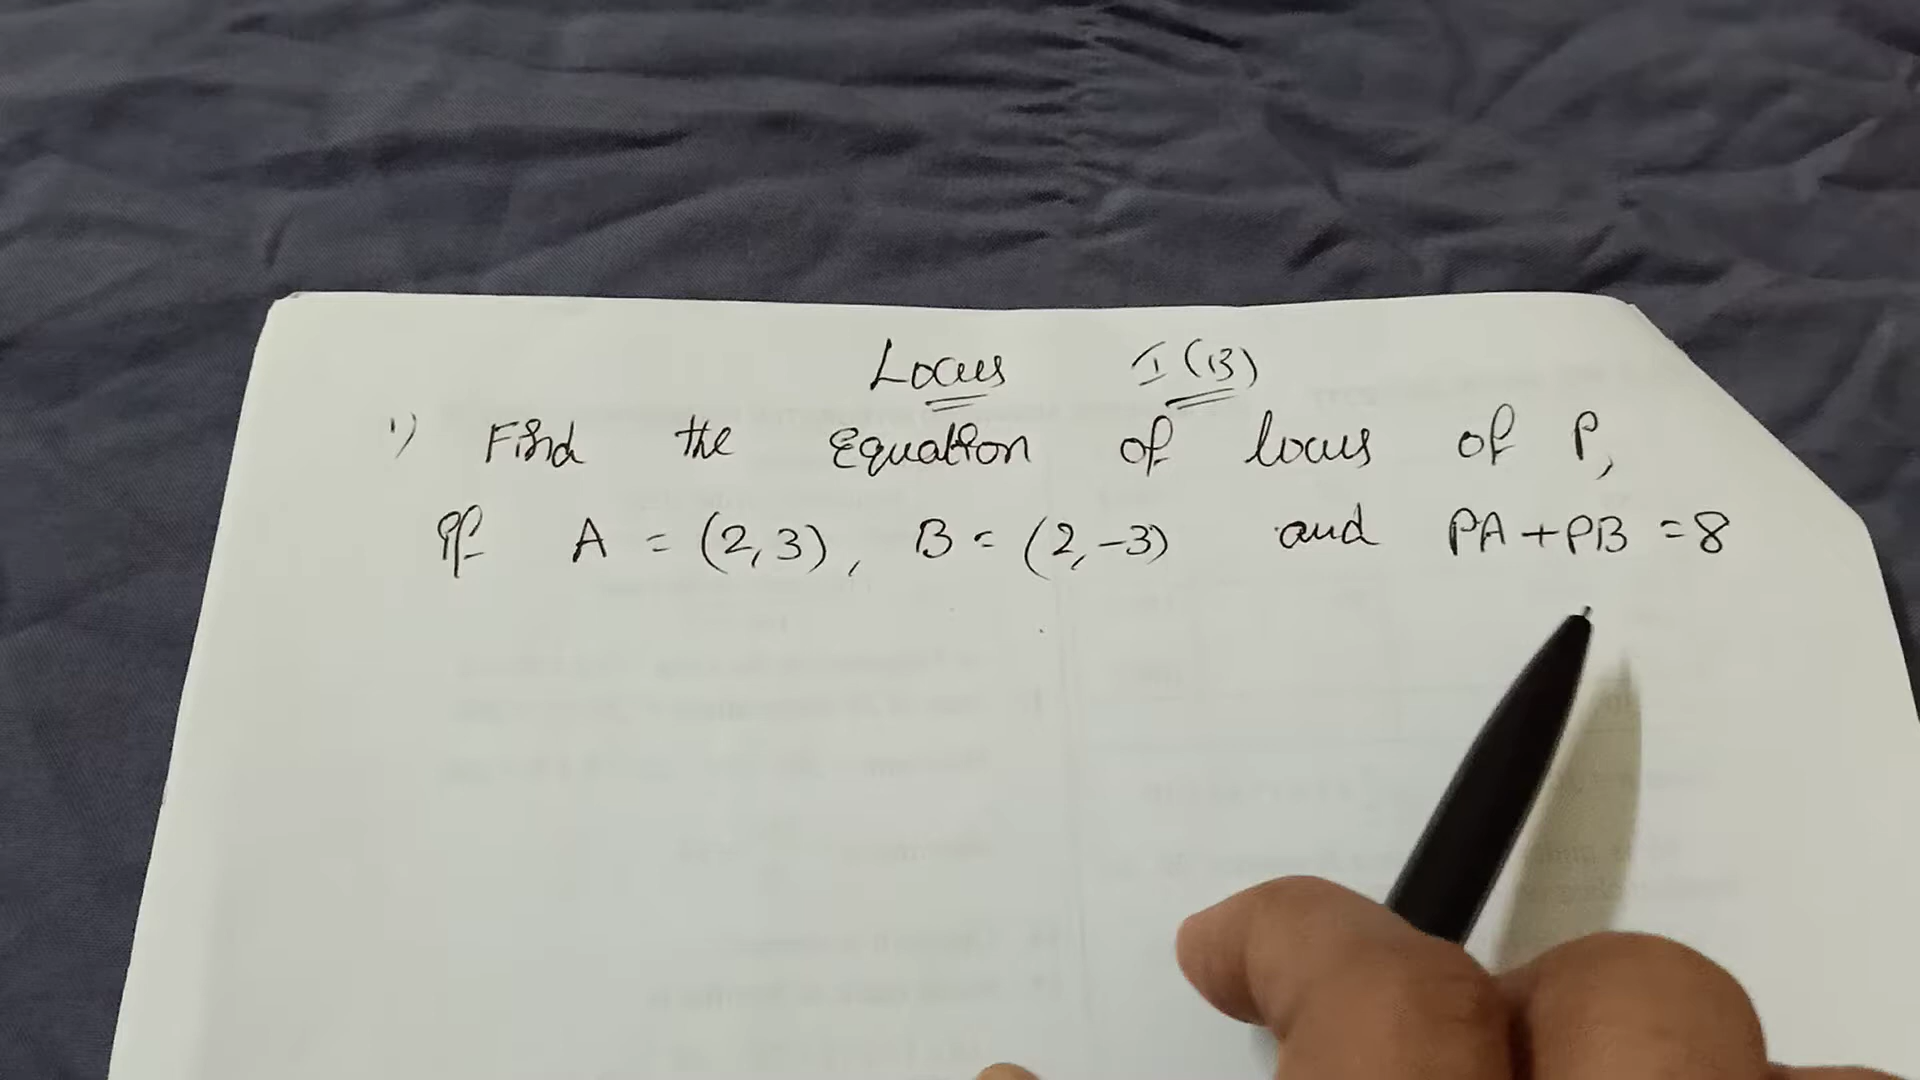 Locus I(B)
1) Find the Equation of locus of P,
If A = (2,3), B = (2,-3) and PA+PB = 8